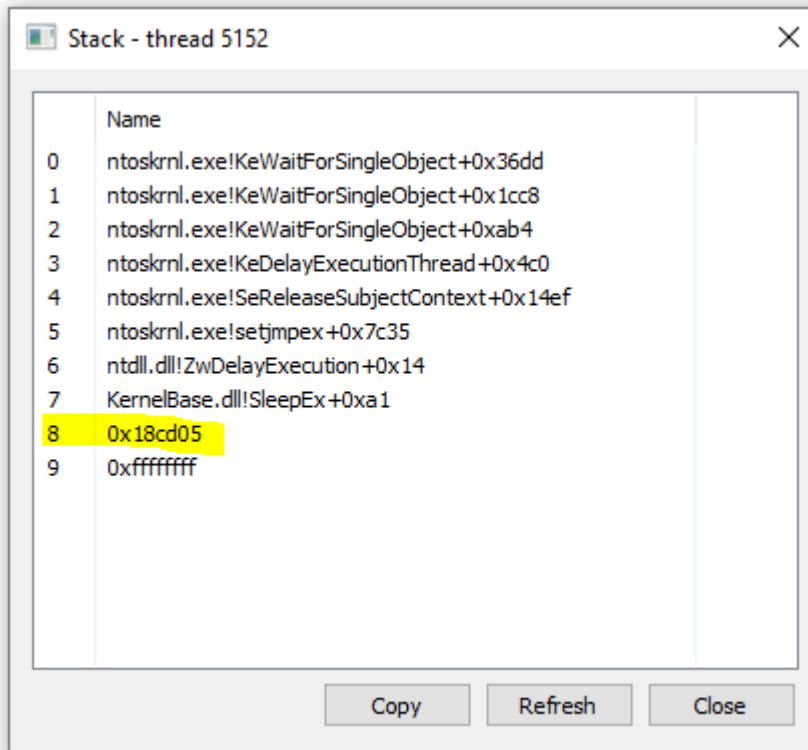 Stack - thread 5152
Name
0 ntoskrnl.exe!KeWaitForSingleObject+0x36dd
1 ntoskrnl.exe!KeWaitForSingleObject+0x1cc8
2 ntoskrnl.exe!KeWaitForSingleObject+0xab4
3 ntoskrnl.exe!KeDelayExecutionThread+0x4c0
4 ntoskrnl.exe!SeReleaseSubjectContext+0x14ef
5 ntoskrnl.exe!setjmpex+0x7c35
6 ntdll.dll!ZwDelayExecution+0x14
7 KernelBase.dll!SleepEx+0xa1
8 0x18cd05
9 0xffffffff
Copy Refresh Close